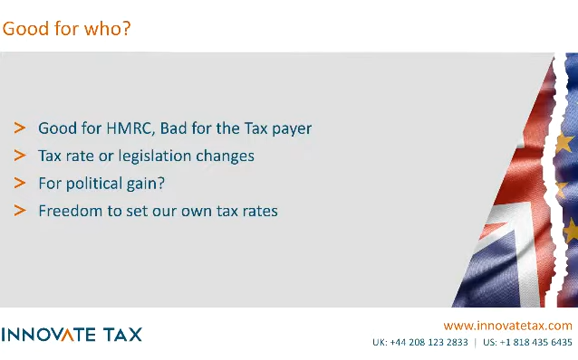 Good for who?
> Good for HMRC, Bad for the Tax payer
> Tax rate or legislation changes
> For political gain?
> Freedom to set our own tax rates
www.innovatetax.com
INNOVATE TAX
UK: +44 208 123 2833 | US: +1 818 435 6435